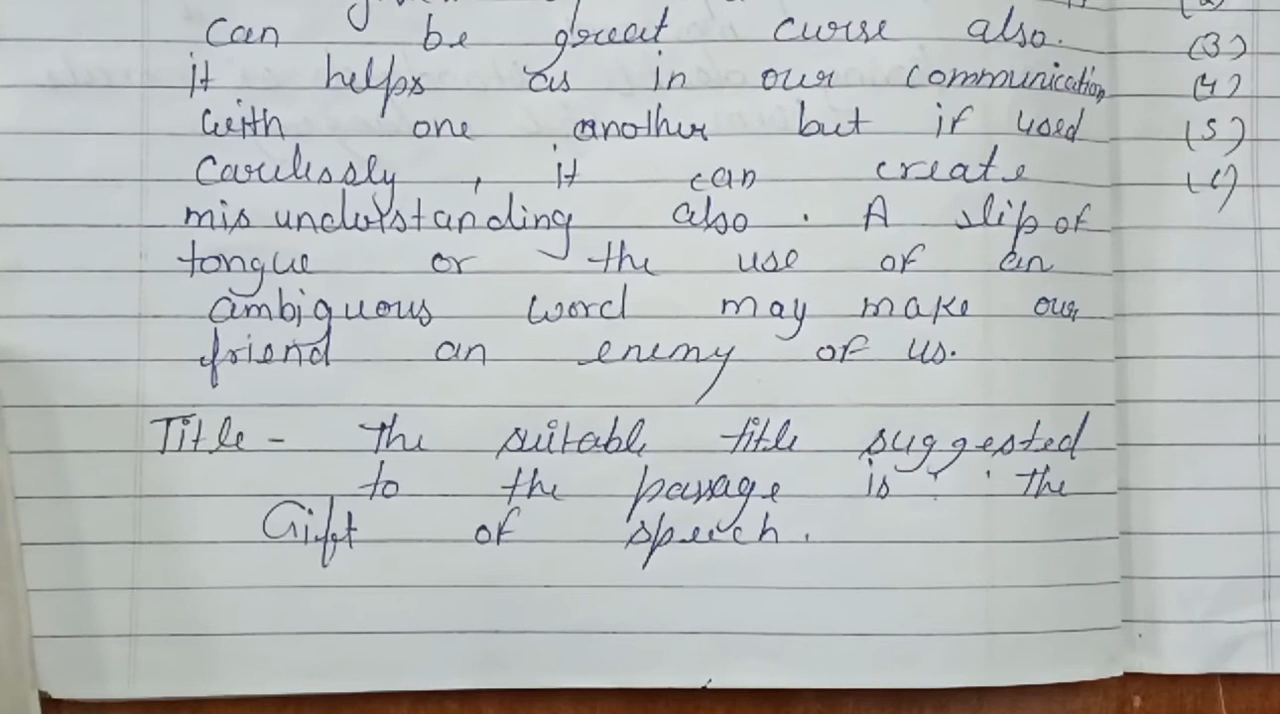 can be great curse also.
it helps us in our communication
with one another but if used
carelessly , it can create
misunderstanding also . A slip of
tongue or the use of an
ambiguous word may make our
friend an enemy of us.
Title - The suitable title suggested
to the passage is ' ' The
Gift of speech .
(3)
(4)
(5)